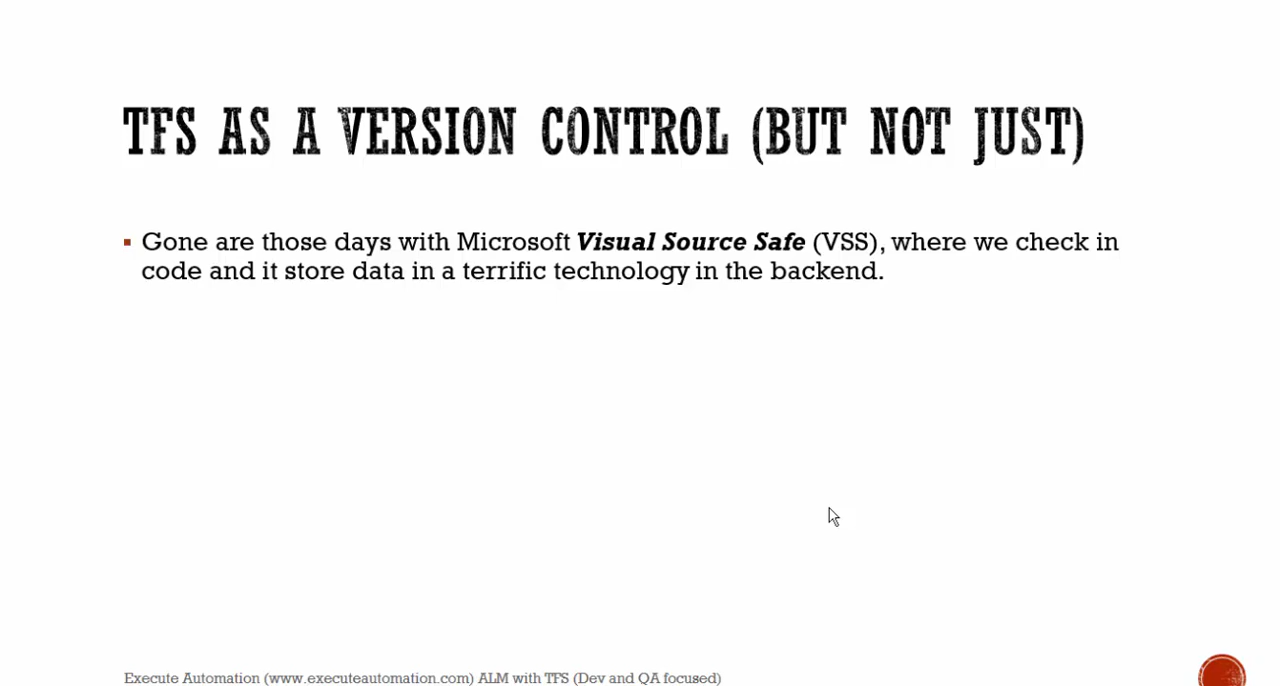 TFS AS A VERSION CONTROL (BUT NOT JUST)
▪ Gone are those days with Microsoft Visual Source Safe (VSS), where we check in
code and it store data in a terrific technology in the backend.
Execute Automation (www.executeautomation.com) ALM with TFS (Dev and QA focused)